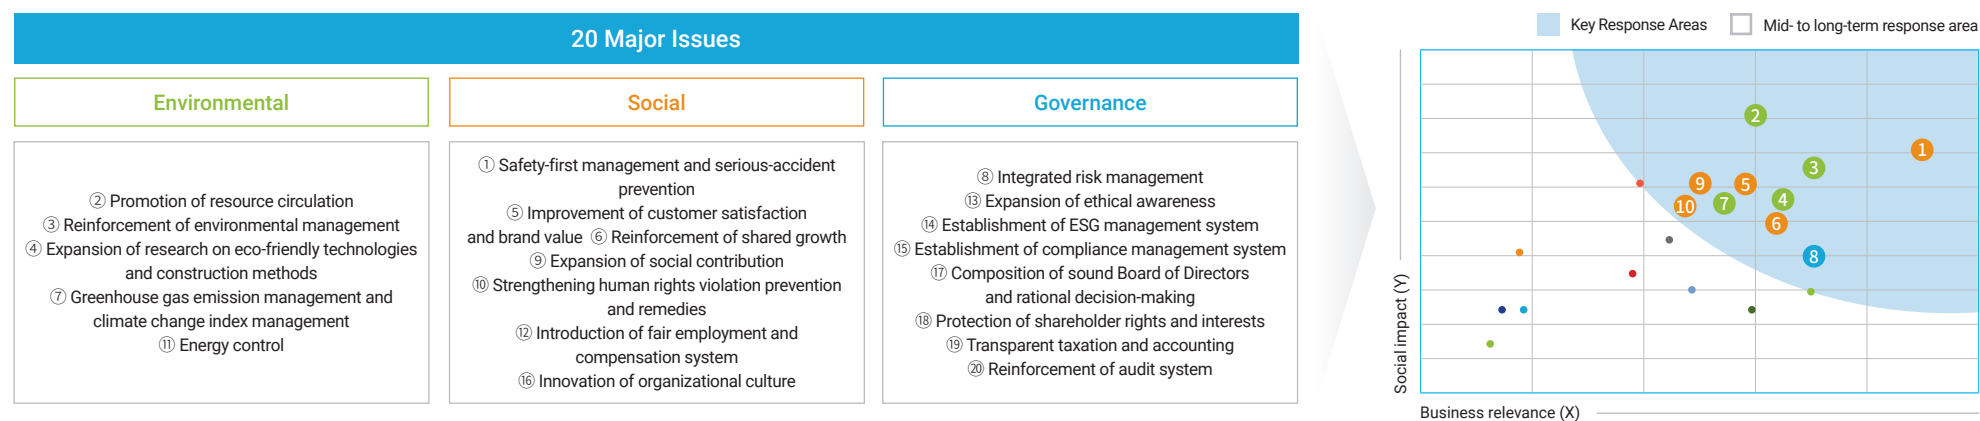 20 Major Issues
Environmental
② Promotion of resource circulation
③ Reinforcement of environmental management
④ Expansion of research on eco-friendly technologies
and construction methods
⑦ Greenhouse gas emission management and
climate change index management
⑪ Energy control
Social
① Safety-first management and serious-accident
prevention
⑤ Improvement of customer satisfaction
and brand value ⑥ Reinforcement of shared growth
⑨ Expansion of social contribution
⑩ Strengthening human rights violation prevention
and remedies
⑫ Introduction of fair employment and
compensation system
⑯ Innovation of organizational culture
Governance
⑧ Integrated risk management
⑬ Expansion of ethical awareness
⑭ Establishment of ESG management system
⑮ Establishment of compliance management system
⑰ Composition of sound Board of Directors
and rational decision-making
⑱ Protection of shareholder rights and interests
⑲ Transparent taxation and accounting
⑳ Reinforcement of audit system
Key Response Areas
Mid- to long-term response area
2
1
3
9
5
4
7
10
6
8
Social impact (Y)
Business relevance (X)